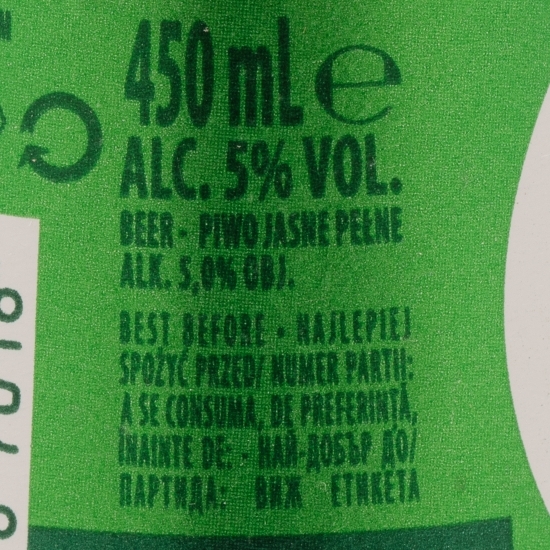 450 mL e
ALC. 5% VOL.
BEER - PIWO JASNE PEŁNE
ALK. 5,0% OBJ.
BEST BEFORE • NAJLEPIEJ
SPOŻYĆ PRZED/ NUMER PARTII:
A SE CONSUMA, DE PREFERINȚĂ,
ÎNAINTE DE: • НАЙ-ДОБЪР ДО/
ПАРТИДА: ВИЖ ЕТИКЕТА